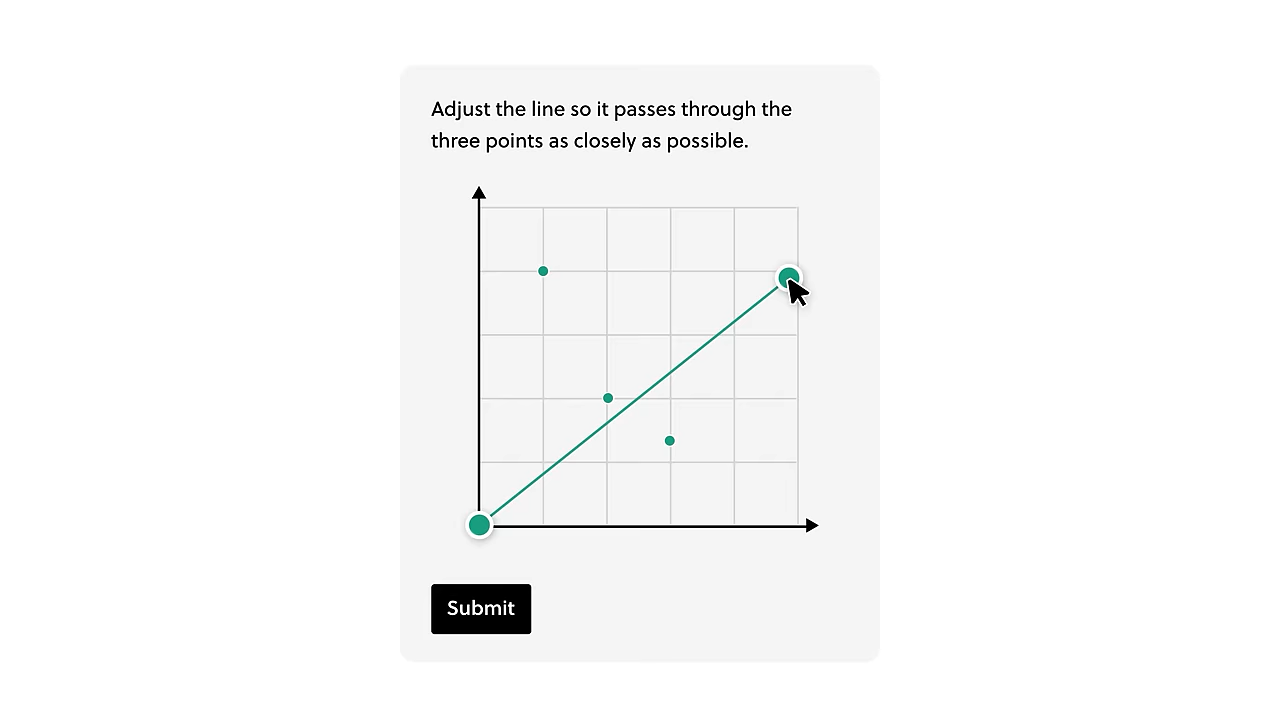 Adjust the line so it passes through the
three points as closely as possible.
Submit